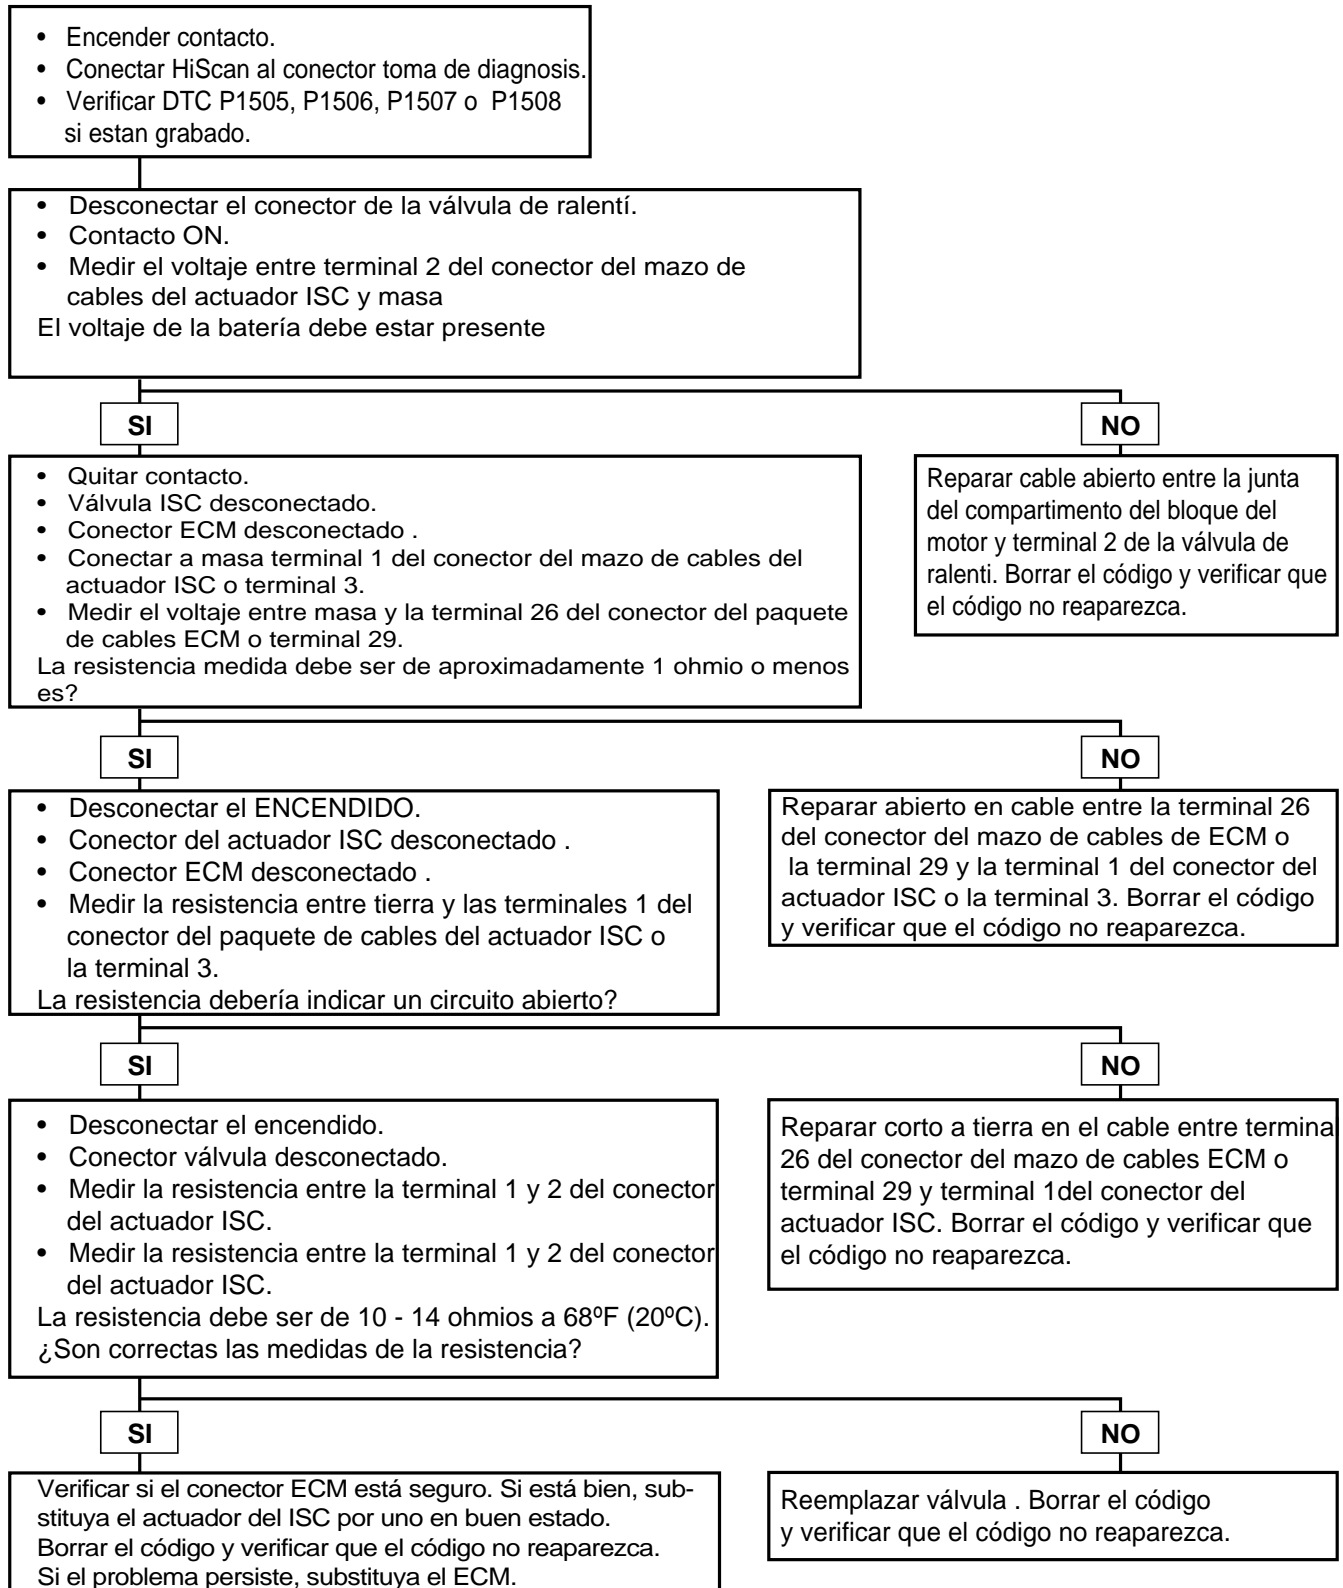 • Encender contacto.
• Conectar HiScan al conector toma de diagnosis.
• Verificar DTC P1505, P1506, P1507 o P1508
si estan grabado.
• Desconectar el conector de la válvula de ralentí.
• Contacto ON.
• Medir el voltaje entre terminal 2 del conector del mazo de
cables del actuador ISC y masa
El voltaje de la batería debe estar presente
SI
NO
• Quitar contacto.
• Válvula ISC desconectado.
• Conector ECM desconectado .
• Conectar a masa terminal 1 del conector del mazo de cables del
actuador ISC o terminal 3.
• Medir el voltaje entre masa y la terminal 26 del conector del paquete
de cables ECM o terminal 29.
La resistencia medida debe ser de aproximadamente 1 ohmio o menos
es?
Reparar cable abierto entre la junta
del compartimento del bloque del
motor y terminal 2 de la válvula de
ralenti. Borrar el código y verificar que
el código no reaparezca.
SI
NO
• Desconectar el ENCENDIDO.
• Conector del actuador ISC desconectado .
• Conector ECM desconectado .
• Medir la resistencia entre tierra y las terminales 1 del
conector del paquete de cables del actuador ISC o
la terminal 3.
La resistencia debería indicar un circuito abierto?
Reparar abierto en cable entre la terminal 26
del conector del mazo de cables de ECM o
la terminal 29 y la terminal 1 del conector del
actuador ISC o la terminal 3. Borrar el código
y verificar que el código no reaparezca.
SI
NO
• Desconectar el encendido.
• Conector válvula desconectado.
• Medir la resistencia entre la terminal 1 y 2 del conector
del actuador ISC.
• Medir la resistencia entre la terminal 1 y 2 del conector
del actuador ISC.
La resistencia debe ser de 10 - 14 ohmios a 68ºF (20ºC).
¿Son correctas las medidas de la resistencia?
Reparar corto a tierra en el cable entre termina
26 del conector del mazo de cables ECM o
terminal 29 y terminal 1del conector del
actuador ISC. Borrar el código y verificar que
el código no reaparezca.
SI
NO
Verificar si el conector ECM está seguro. Si está bien, sub-
stituya el actuador del ISC por uno en buen estado.
Borrar el código y verificar que el código no reaparezca.
Si el problema persiste, substituya el ECM.
Reemplazar válvula . Borrar el código
y verificar que el código no reaparezca.